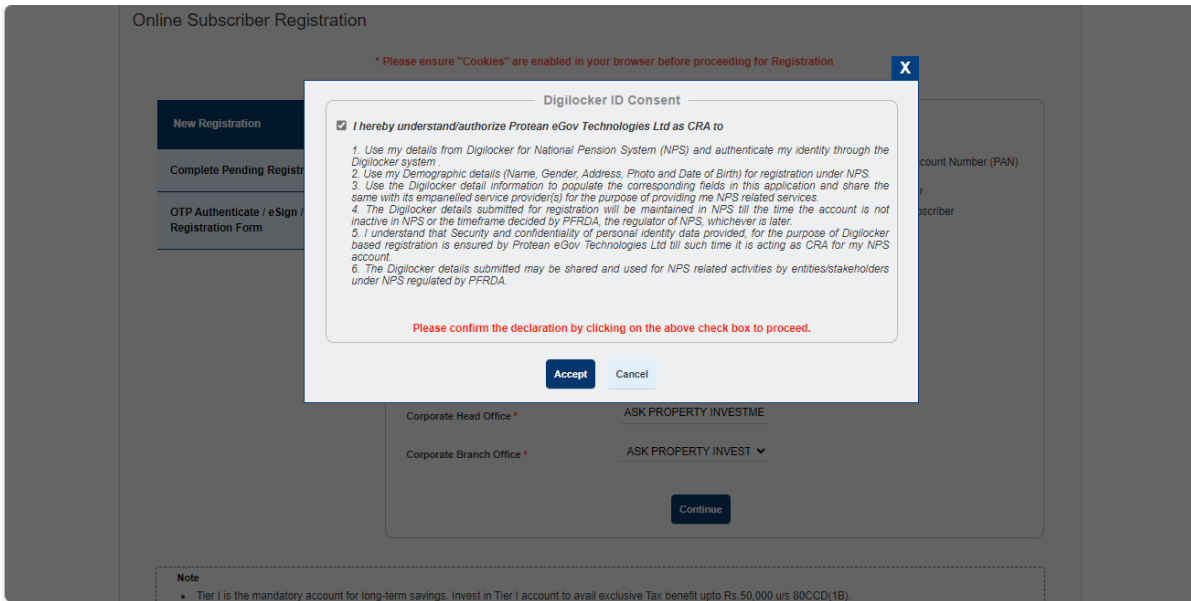 Online Subscriber Registration
* Please ensure "Cookies" are enabled in your browser before proceeding for Registration
X
Digilocker ID Consent
New Registration
I hereby understand/authorize Protean eGov Technologies Ltd as CRA to
1. Use my details from Digilocker for National Pension System (NPS) and authenticate my identity through the
Digilocker system .
2. Use my Demographic details (Name, Gender, Address, Photo and Date of Birth) for registration under NPS.
3. Use the Digilocker detail information to populate the corresponding fields in this application and share the
same with its empanelled service provider(s) for the purpose of providing me NPS related services.
4. The Digilocker details submitted for registration will be maintained in NPS till the time the account is not
inactive in NPS or the timeframe decided by PFRDA, the regulator of NPS, whichever is later.
5. I understand that Security and confidentiality of personal identity data provided, for the purpose of Digilocker
based registration is ensured by Protean eGov Technologies Ltd till such time it is acting as CRA for my NPS
account.
6. The Digilocker details submitted may be shared and used for NPS related activities by entities/stakeholders
under NPS regulated by PFRDA.
Please confirm the declaration by clicking on the above check box to proceed.
Accept Cancel
Complete Pending Registr
OTP Authenticate / eSign /
Registration Form
count Number (PAN)
r
bscriber
Corporate Head Office * ASK PROPERTY INVESTME
Corporate Branch Office * ASK PROPERTY INVEST
Continue
Note
• Tier I is the mandatory account for long-term savings. Invest in Tier I account to avail exclusive Tax benefit upto Rs.50,000 u/s 80CCD(1B).